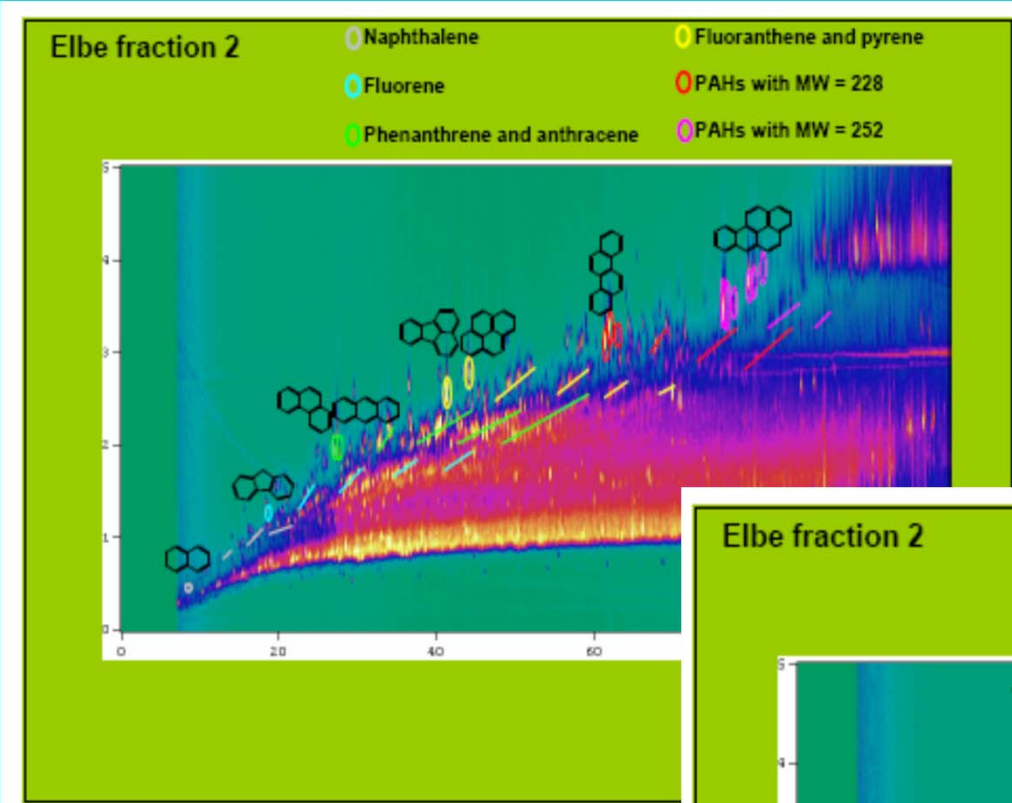 Elbe fraction 2
Naphthalene
Fluoranthene and pyrene
Fluorene
PAHs with MW = 228
Phenanthrene and anthracene
PAHs with MW = 252
5
4
3
2
1
0
0
20
40
60
Elbe fraction 2
5
4